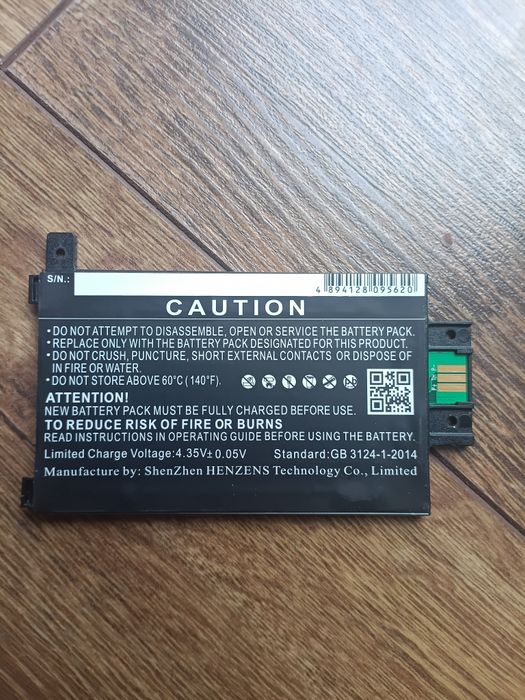 S/N.:
4 894128 095620
CAUTION
• DO NOT ATTEMPT TO DISASSEMBLE, OPEN OR SERVICE THE BATTERY PACK.
• REPLACE ONLY WITH THE BATTERY PACK DESIGNATED FOR THIS PRODUCT.
• DO NOT CRUSH, PUNCTURE, SHORT EXTERNAL CONTACTS OR DISPOSE OF
IN FIRE OR WATER.
• DO NOT STORE ABOVE 60°C (140°F).
ATTENTION!
NEW BATTERY PACK MUST BE FULLY CHARGED BEFORE USE.
TO REDUCE RISK OF FIRE OR BURNS
READ INSTRUCTIONS IN OPERATING GUIDE BEFORE USING BATTERY.
Limited Charge Voltage:4.35V± 0.05V Standard:GB 3124-1-2014
Manufacture by: ShenZhen HENZENS Technology Co., Limited